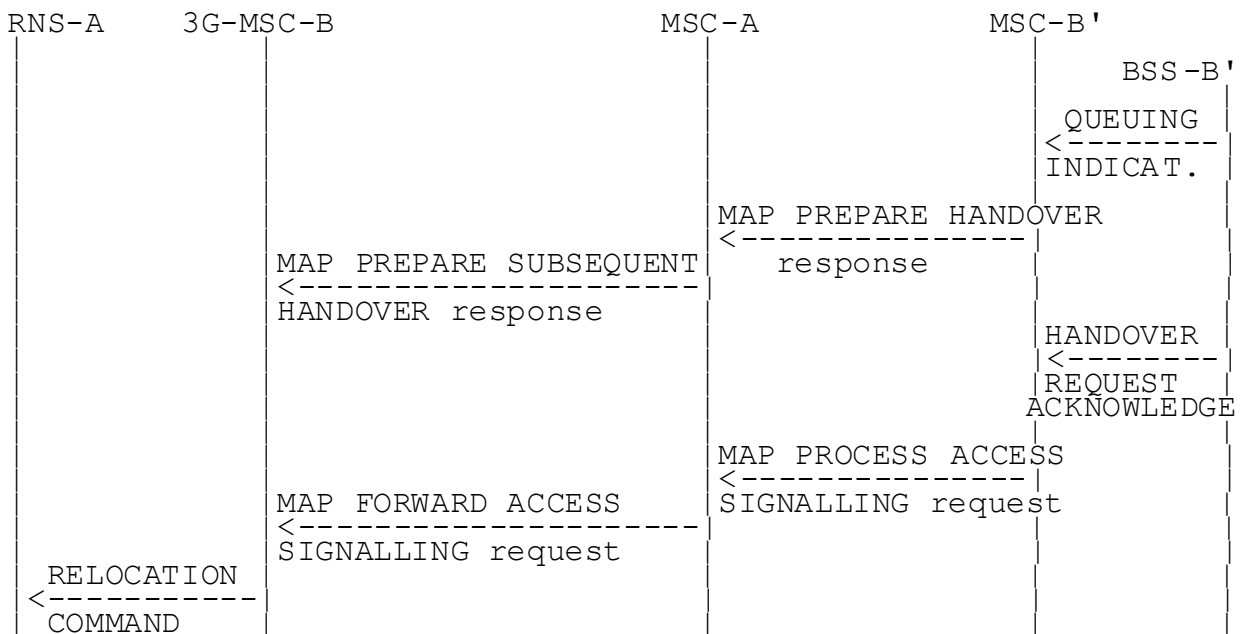 RNS-A 3G-MSC-B MSC-A MSC-B'
BSS-B'
QUEUING
INDICAT.
MAP PREPARE HANDOVER
response
MAP PREPARE SUBSEQUENT
HANDOVER response
HANDOVER
REQUEST
ACKNOWLEDGE
MAP PROCESS ACCESS
SIGNALLING request
MAP FORWARD ACCESS
SIGNALLING request
RELOCATION
COMMAND